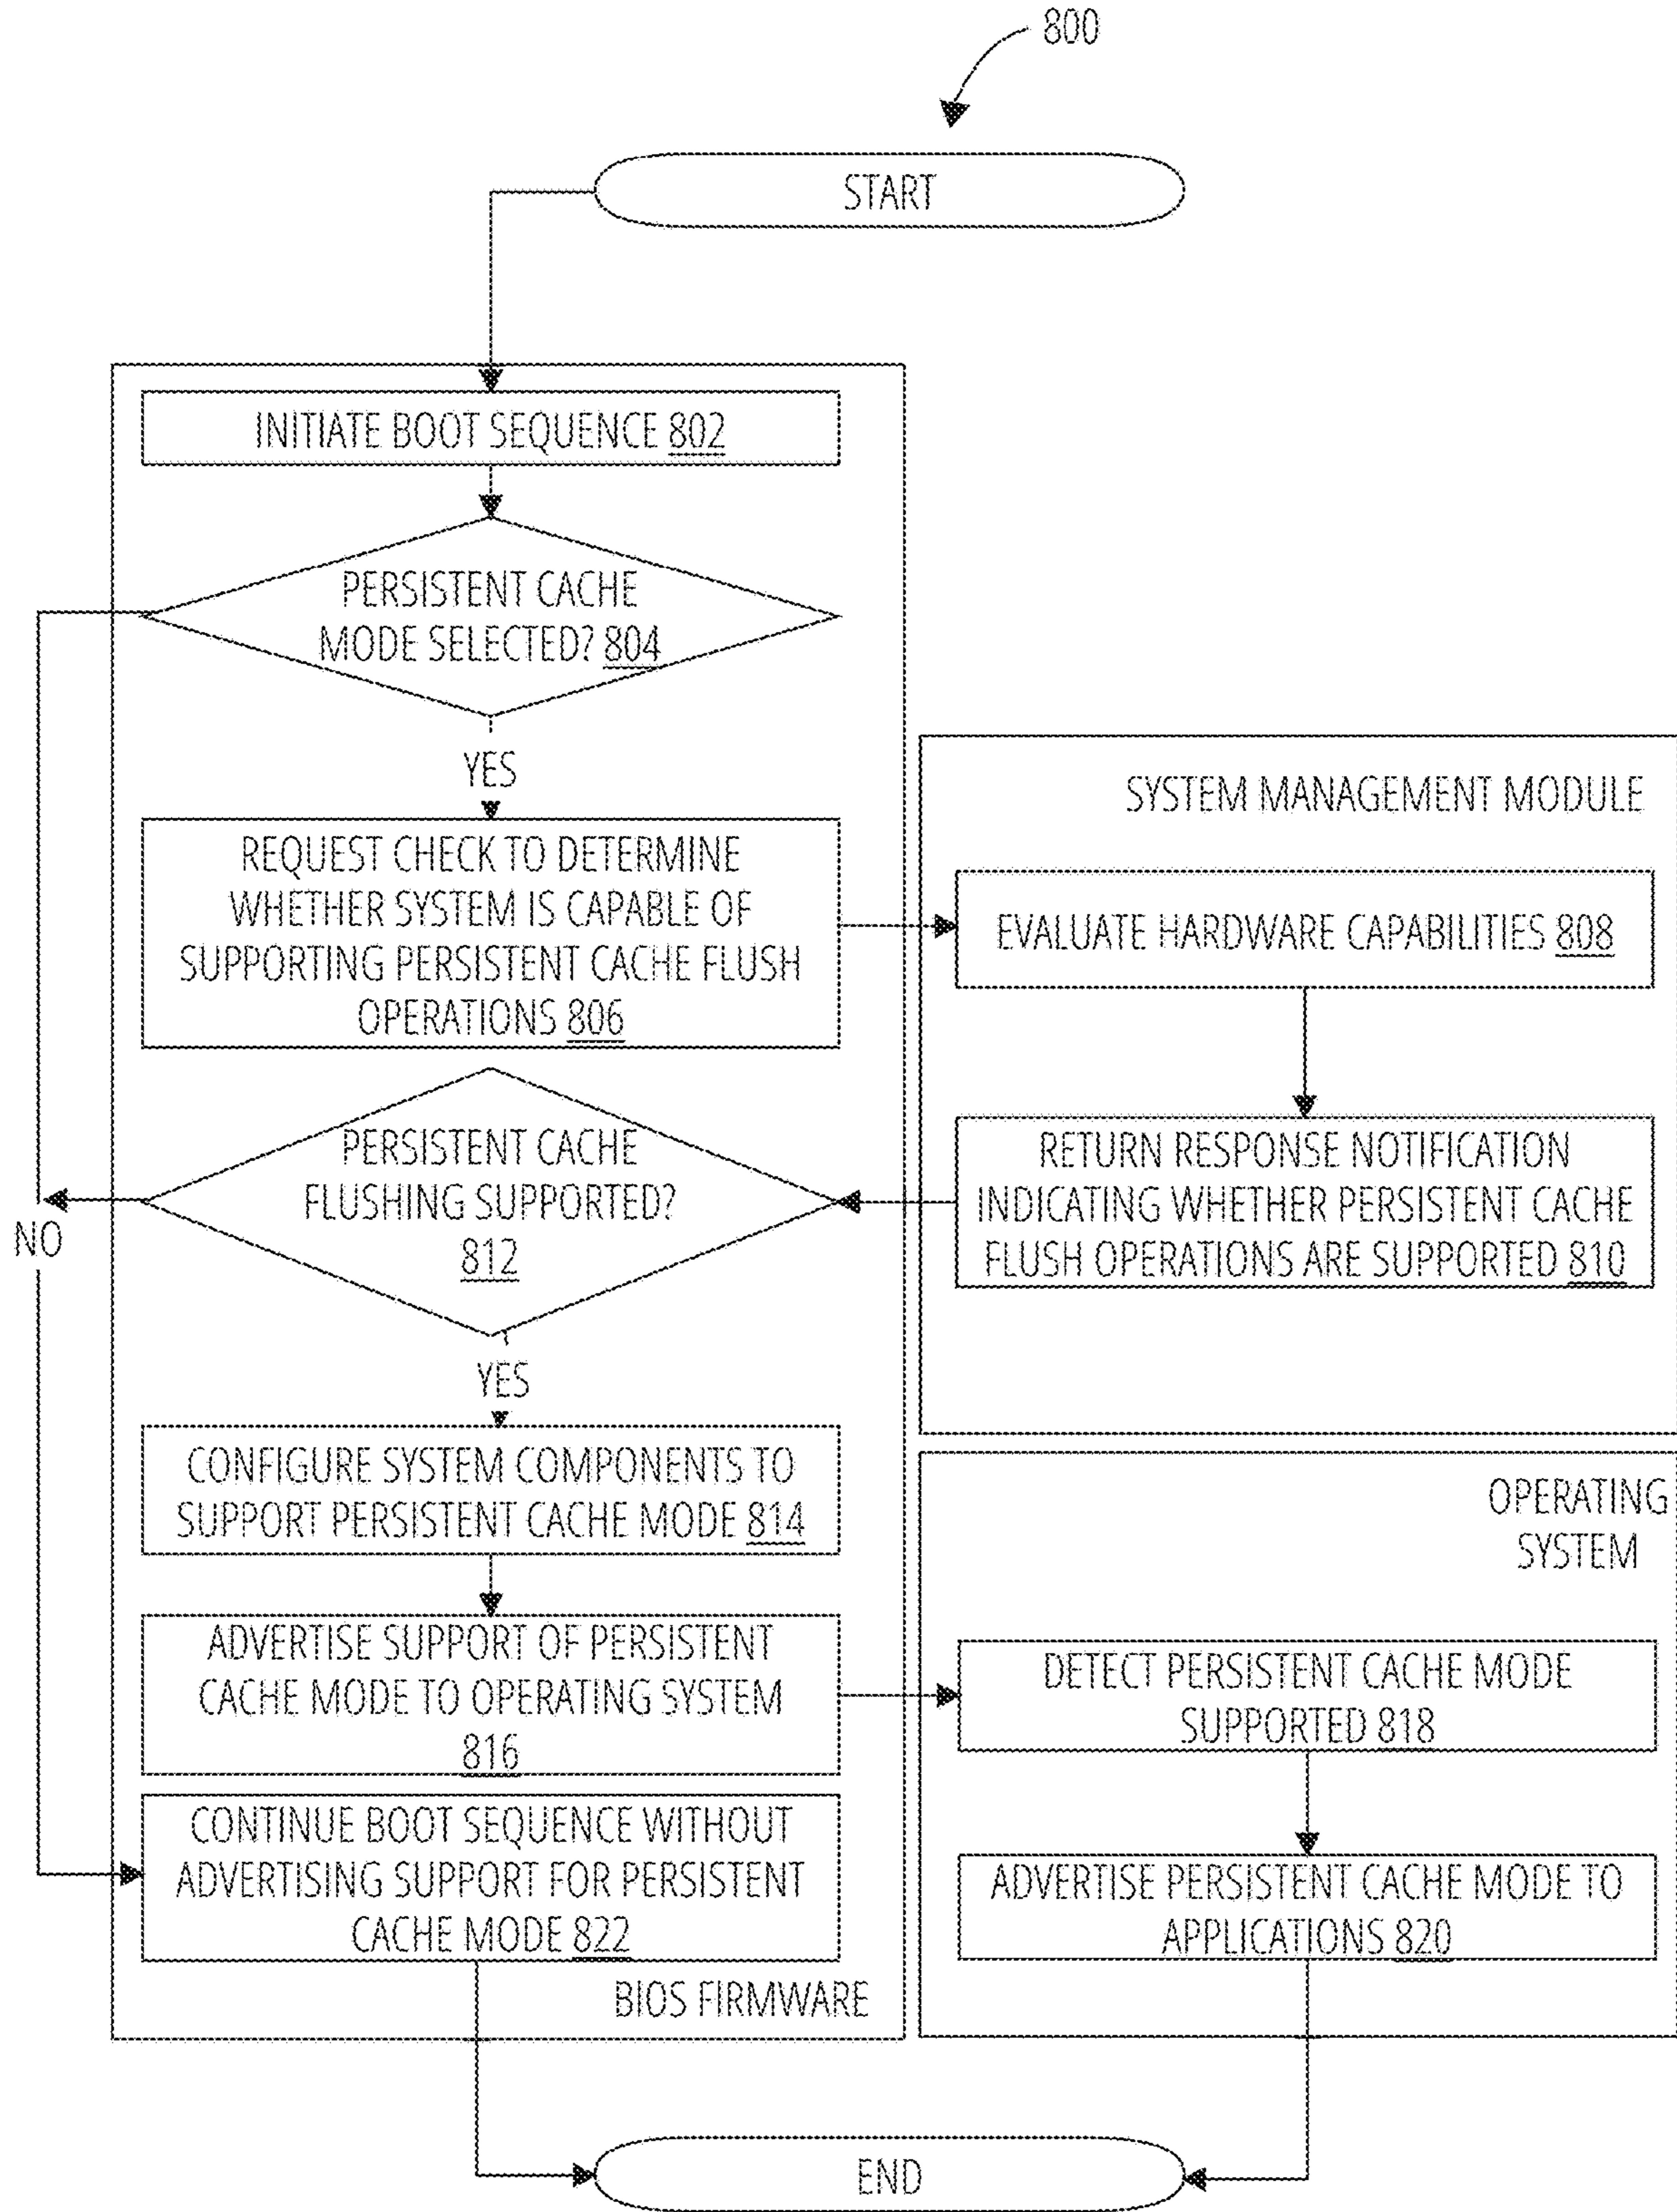 800
START
INITIATE BOOT SEQUENCE 802
PERSISTENT CACHE
MODE SELECTED? 804
YES
REQUEST CHECK TO DETERMINE
WHETHER SYSTEM IS CAPABLE OF
SUPPORTING PERSISTENT CACHE FLUSH
OPERATIONS 806
SYSTEM MANAGEMENT MODULE
EVALUATE HARDWARE CAPABILITIES 808
RETURN RESPONSE NOTIFICATION
INDICATING WHETHER PERSISTENT CACHE
FLUSH OPERATIONS ARE SUPPORTED 810
PERSISTENT CACHE
FLUSHING SUPPORTED?
812
NO
YES
CONFIGURE SYSTEM COMPONENTS TO
SUPPORT PERSISTENT CACHE MODE 814
ADVERTISE SUPPORT OF PERSISTENT
CACHE MODE TO OPERATING SYSTEM
816
OPERATING
SYSTEM
DETECT PERSISTENT CACHE MODE
SUPPORTED 818
ADVERTISE PERSISTENT CACHE MODE TO
APPLICATIONS 820
CONTINUE BOOT SEQUENCE WITHOUT
ADVERTISING SUPPORT FOR PERSISTENT
CACHE MODE 822
BIOS FIRMWARE
END